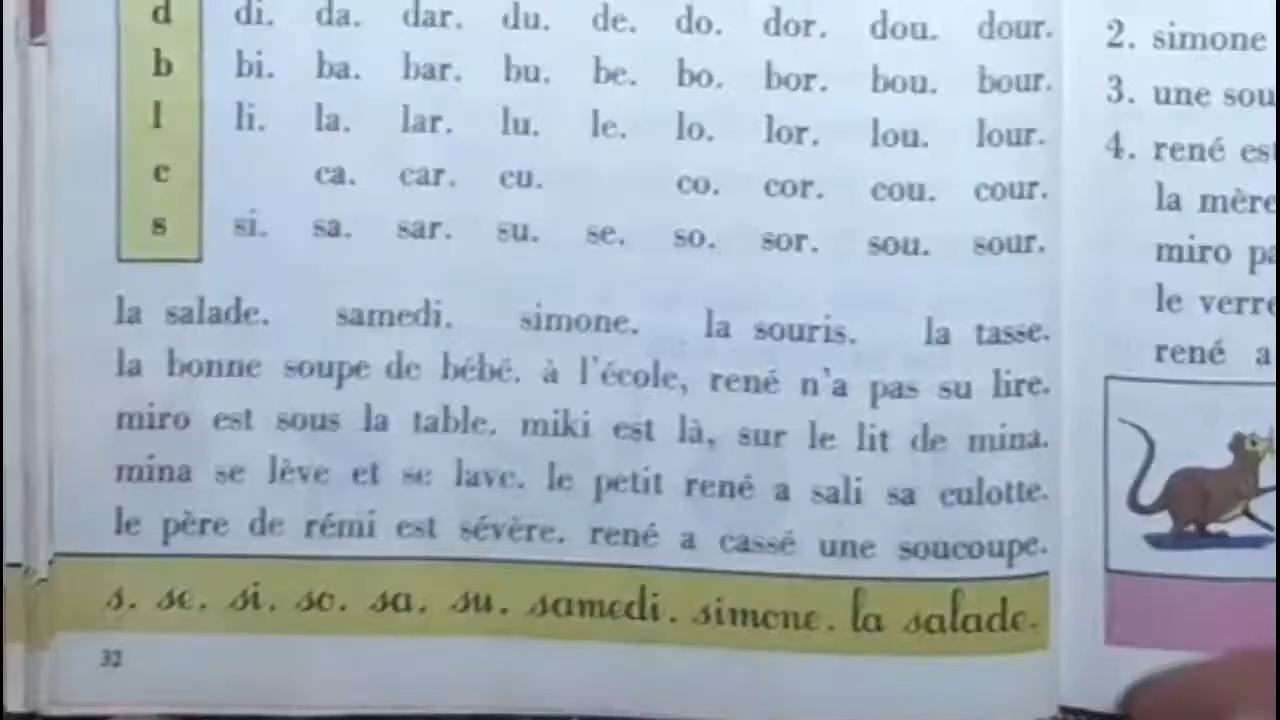 d di. da. dar. du. de. do. dor. dou. dour.
b bi. ba. bar. bu. be. bo. bor. bou. bour.
l li. la. lar. lu. le. lo. lor. lou. lour.
c ca. car. cu. co. cor. cou. cour.
s si. sa. sar. su. se. so. sor. sou. sour.
la salade. samedi. simone. la souris. la tasse.
la bonne soupe de bébé. à l'école, rené n'a pas su lire.
miro est sous la table. miki est là, sur le lit de mina.
mina se lève et se lave. le petit rené a sali sa culotte.
le père de rémi est sévère. rené a cassé une soucoupe.
s. se. si. so. sa. su. samedi. simone. la salade.
32
2. simone
3. une
4. rené
la mère
miro
le
rené a